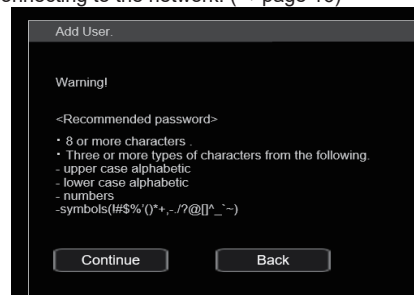 connecting to the network. (→ page 18)
Add User.
Warning!
<Recommended password>
• 8 or more characters .
• Three or more types of characters from the following.
- upper case alphabetic
- lower case alphabetic
- numbers
-symbols(!#$%'()*+,-./?@[]^_`~)
Continue
Back